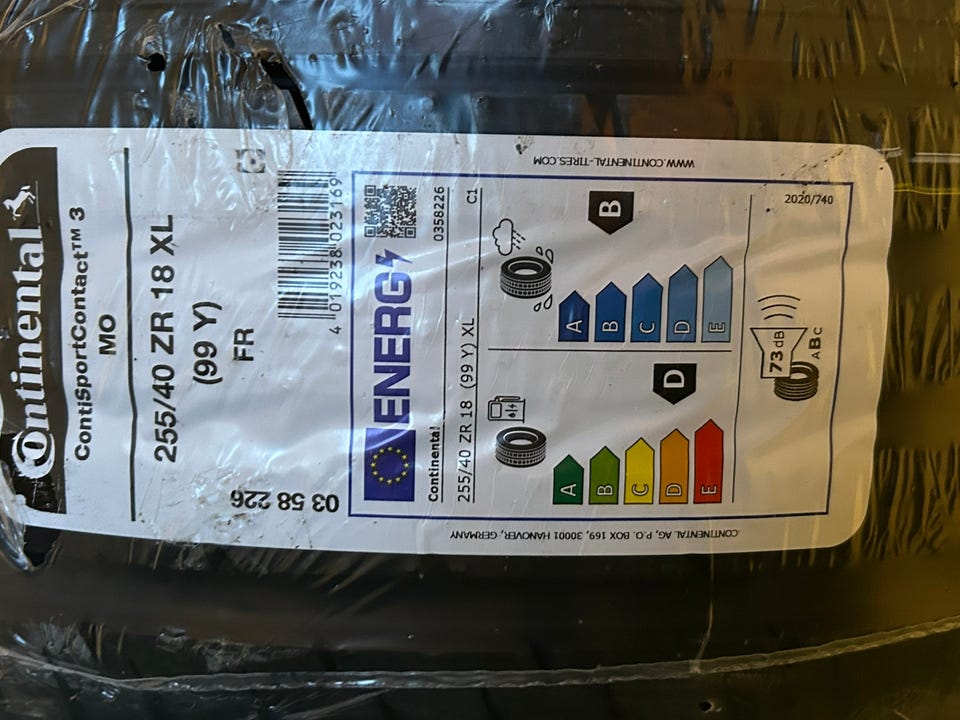 Continental
ContiSportContact™ 3
MO
255/40 ZR 18 XL
(99 Y)
FR
4 019238 023169
03 58 226
WWW.CONTINENTAL-TIRES.COM
ENERG
Continental
0358226
255/40 ZR 18 (99 Y) XL
C1
A
B
C
D
E
D
A
B
C
D
E
B
73 dB
ABC
2020/740
CONTINENTAL AG, P.O. BOX 169, 30001 HANOVER, GERMANY